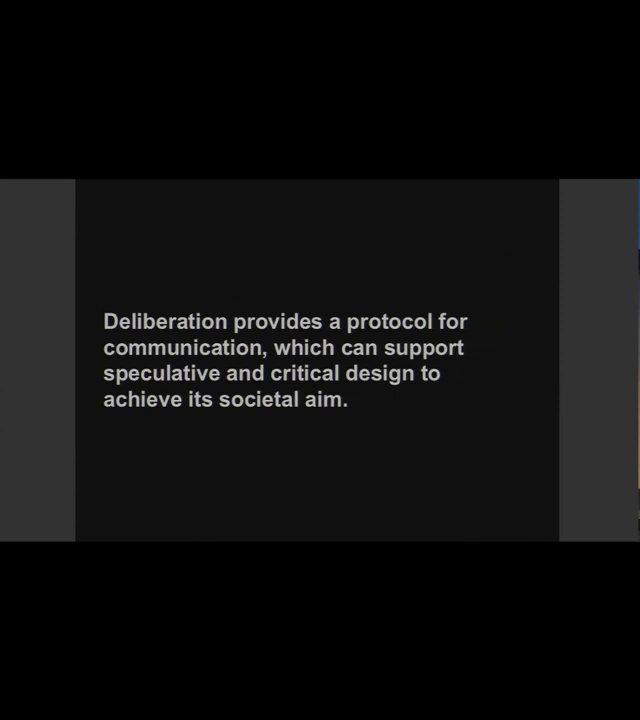 Deliberation provides a protocol for
communication, which can support
speculative and critical design to
achieve its societal aim.